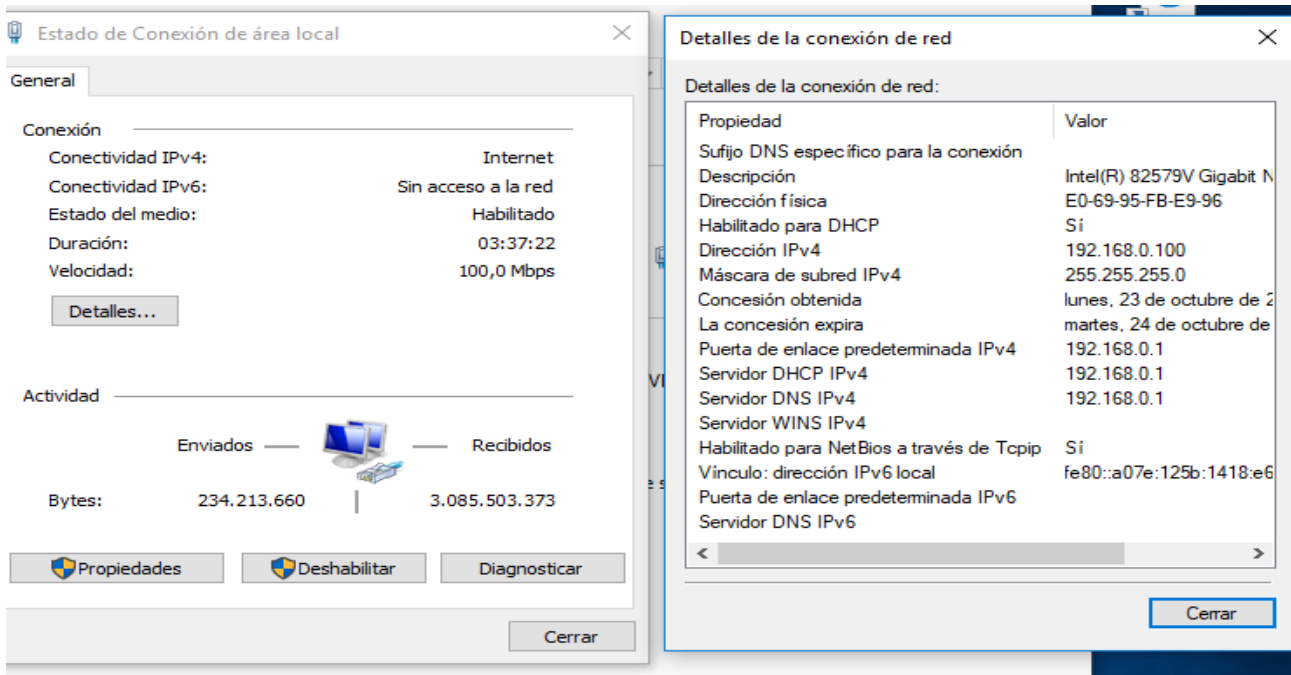 Estado de Conexión de área local
General
Conexión
Conectividad IPv4: Internet
Conectividad IPv6: Sin acceso a la red
Estado del medio: Habilitado
Duración: 03:37:22
Velocidad: 100,0 Mbps
Detalles...
Actividad
Enviados Recibidos
Bytes: 234.213.660 3.085.503.373
Propiedades Deshabilitar Diagnosticar
Cerrar
Detalles de la conexión de red
Detalles de la conexión de red:
Propiedad Valor
Sufijo DNS específico para la conexión
Descripción Intel(R) 82579V Gigabit N
Dirección física E0-69-95-FB-E9-96
Habilitado para DHCP Sí
Dirección IPv4 192.168.0.100
Máscara de subred IPv4 255.255.255.0
Concesión obtenida lunes, 23 de octubre de 2
La concesión expira martes, 24 de octubre de
Puerta de enlace predeterminada IPv4 192.168.0.1
Servidor DHCP IPv4 192.168.0.1
Servidor DNS IPv4 192.168.0.1
Servidor WINS IPv4
Habilitado para NetBios a través de Tcpip Sí
Vínculo: dirección IPv6 local fe80::a07e:125b:1418:e6
Puerta de enlace predeterminada IPv6
Servidor DNS IPv6
Cerrar